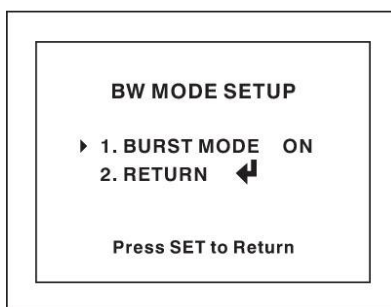 BW MODE SETUP
1. BURST MODE ON
2. RETURN
Press SET to Return